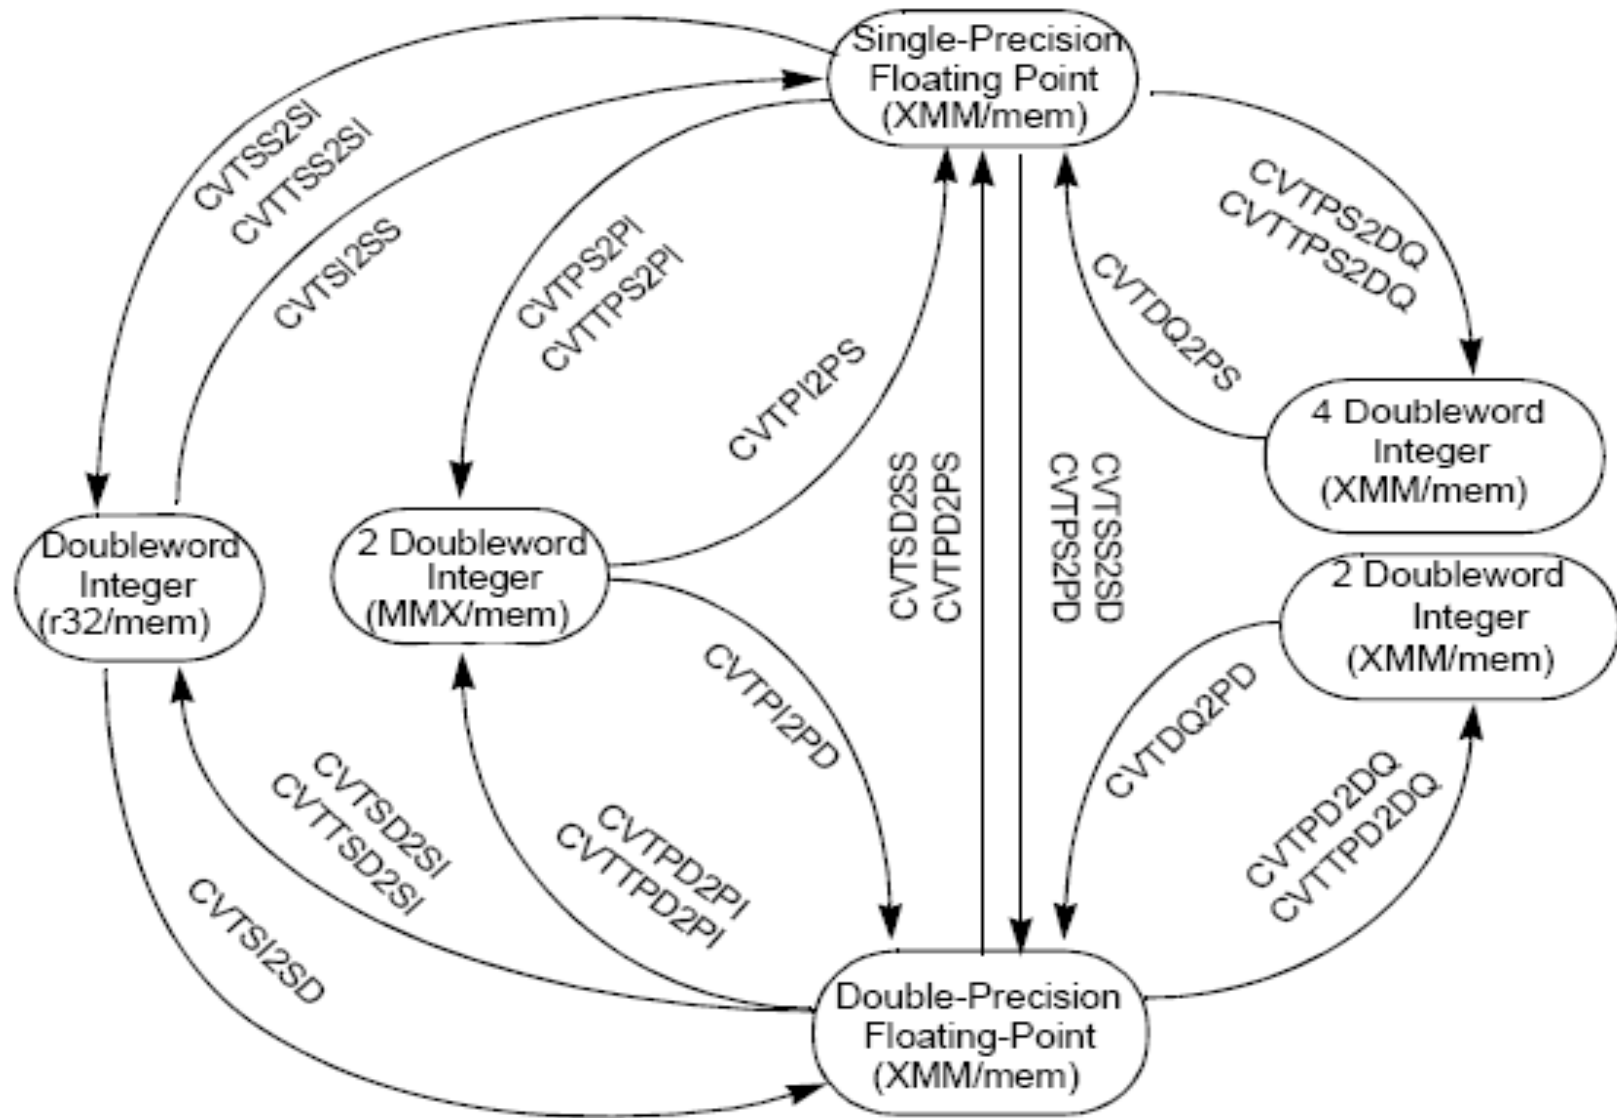 Single-Precision
Floating Point
(XMM/mem)
CVTSS2SI
CVTTSS2SI
CVTSI2SS
CVTPS2PI
CVTTPS2PI
CVTPI2PS
CVTSD2SS
CVTPD2PS
CVTSS2SD
CVTPS2PD
CVTPS2DQ
CVTTPS2DQ
CVTDQ2PS
4 Doubleword
Integer
(XMM/mem)
Doubleword
Integer
(r32/mem)
2 Doubleword
Integer
(MMX/mem)
2 Doubleword
Integer
(XMM/mem)
CVTSI2SD
CVTSD2SI
CVTTSD2SI
CVTPD2PI
CVTTPD2PI
CVTPI2PD
CVTDQ2PD
CVTPD2DQ
CVTTPD2DQ
Double-Precision
Floating-Point
(XMM/mem)